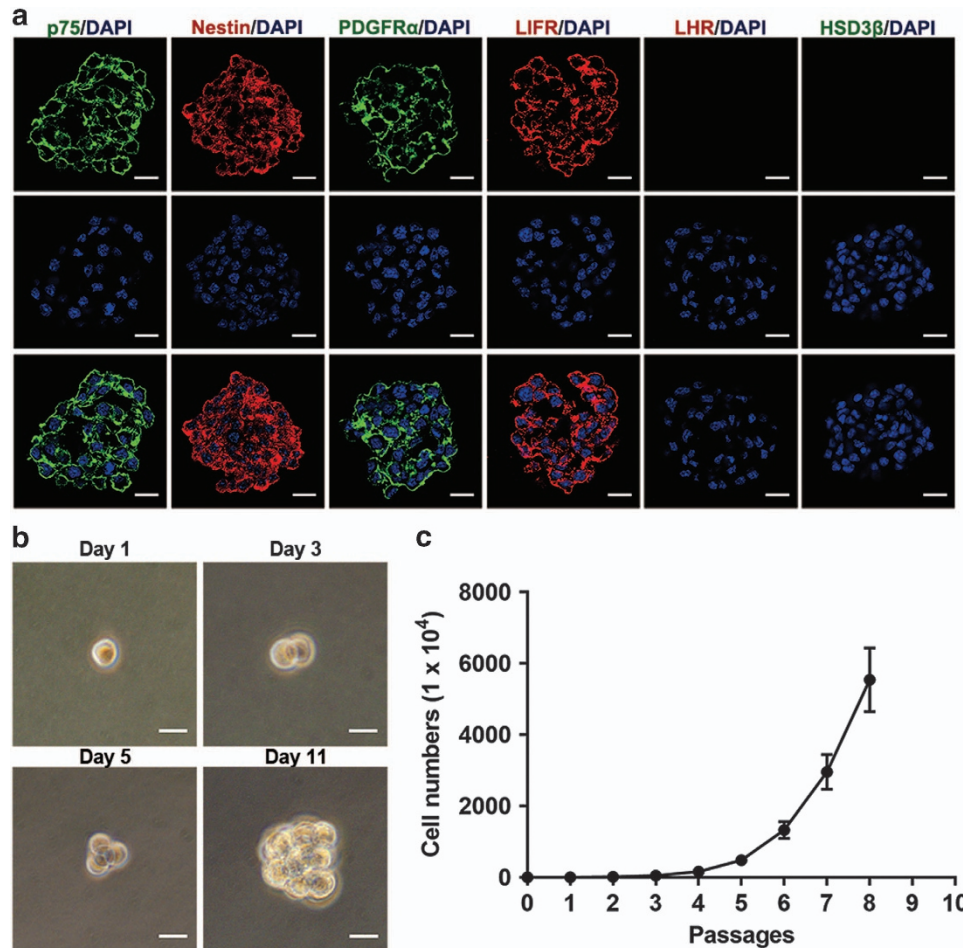 a
p75/DAPI Nestin/DAPI PDGFRα/DAPI LIFR/DAPI LHR/DAPI HSD3β/DAPI
b
Day 1 Day 3
Day 5 Day 11
c
Cell numbers (1 x 10⁴)
8000
6000
4000
2000
0
0 1 2 3 4 5 6 7 8 9 10
Passages